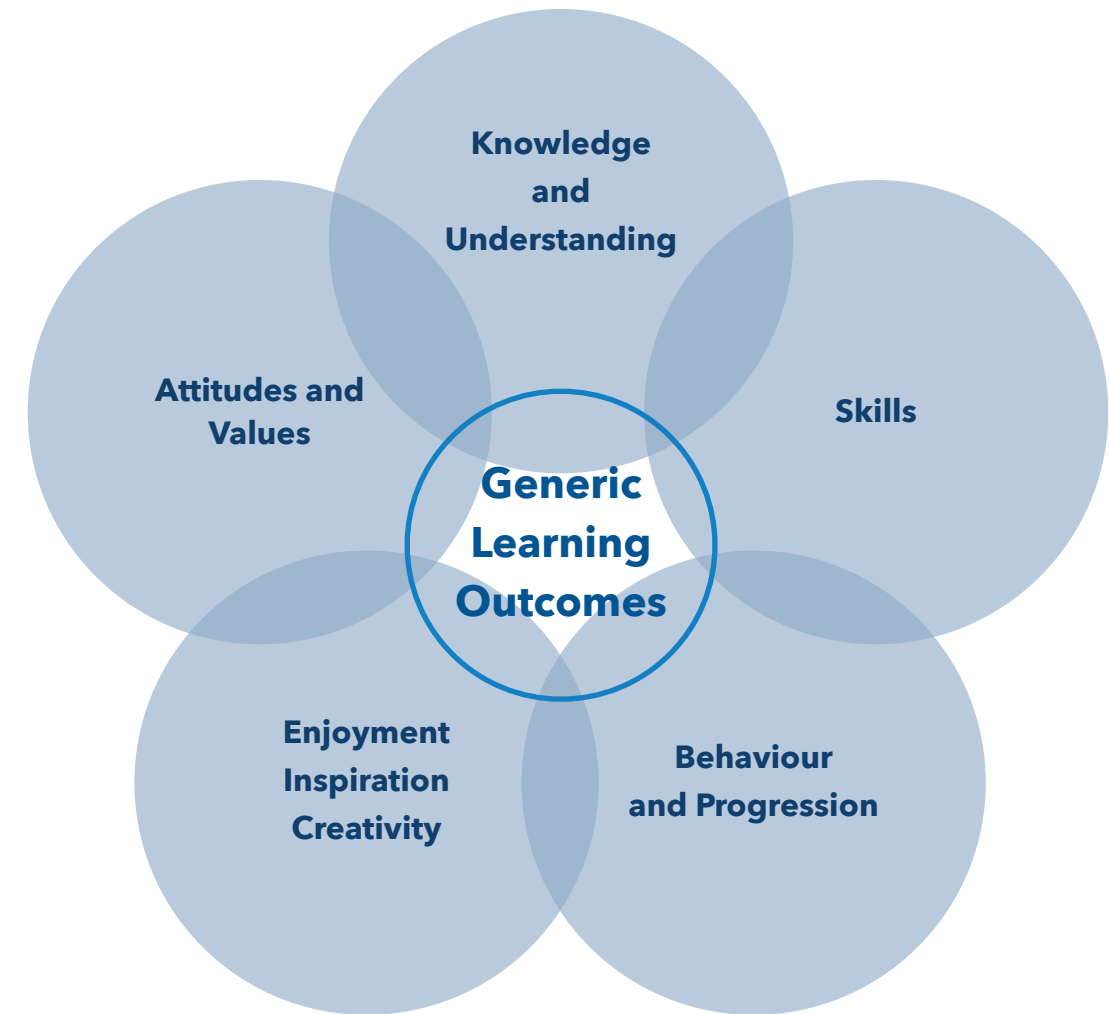 Knowledge
and
Understanding
Attitudes and
Values
Skills
Generic
Learning
Outcomes
Enjoyment
Inspiration
Creativity
Behaviour
and Progression